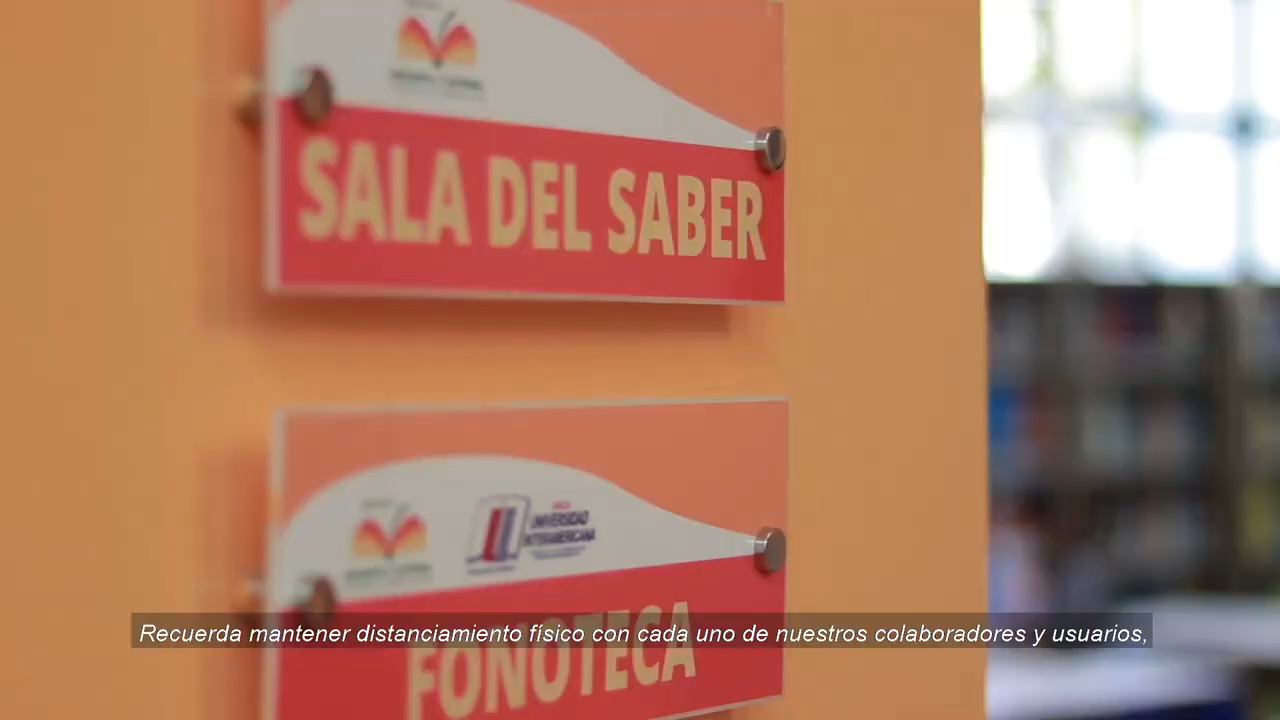 SALA DEL SABER
UNIVERSIDAD
INTERAMERICANA
FONOTECA
Recuerda mantener distanciamiento físico con cada uno de nuestros colaboradores y usuarios,